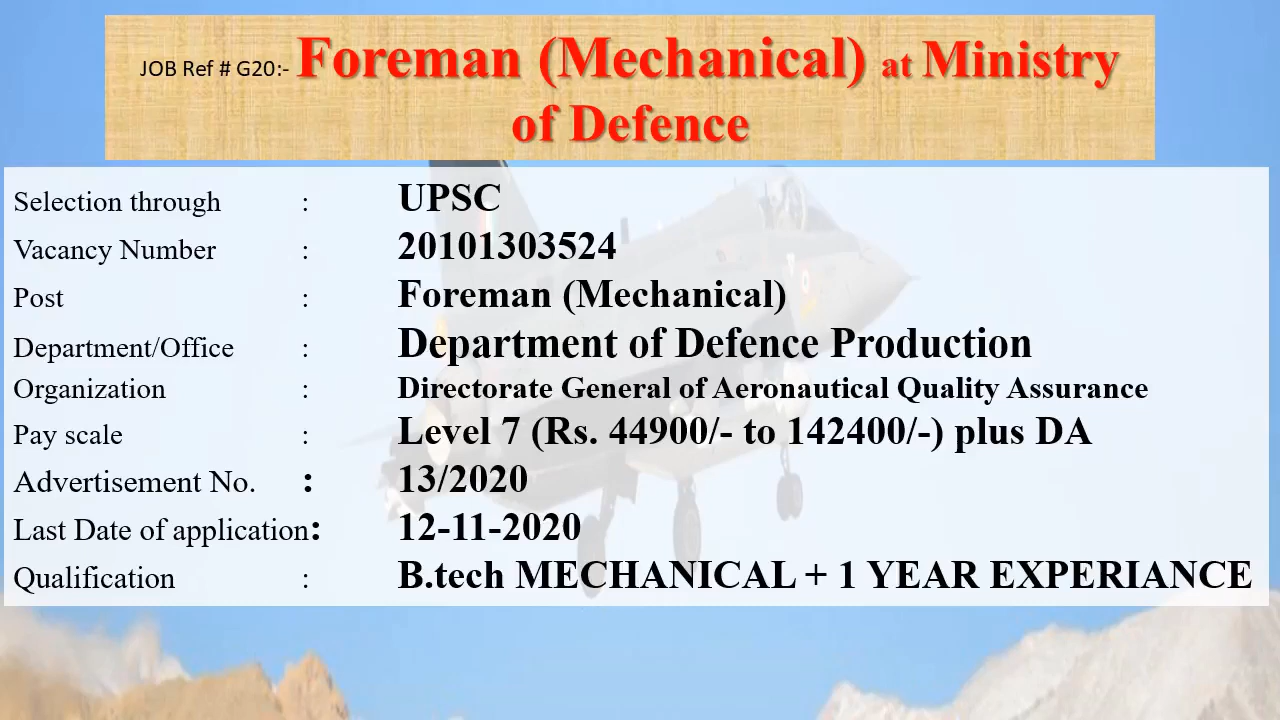 JOB Ref # G20:- Foreman (Mechanical) at Ministry
of Defence
Selection through : UPSC
Vacancy Number : 20101303524
Post : Foreman (Mechanical)
Department/Office : Department of Defence Production
Organization : Directorate General of Aeronautical Quality Assurance
Pay scale : Level 7 (Rs. 44900/- to 142400/-) plus DA
Advertisement No. : 13/2020
Last Date of application: 12-11-2020
Qualification : B.tech MECHANICAL + 1 YEAR EXPERIANCE